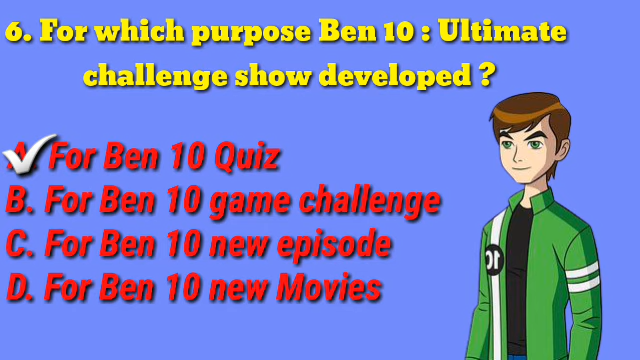 6. For which purpose Ben 10 : Ultimate
challenge show developed ?
A. For Ben 10 Quiz
B. For Ben 10 game challenge
C. For Ben 10 new episode
D. For Ben 10 new Movies
10